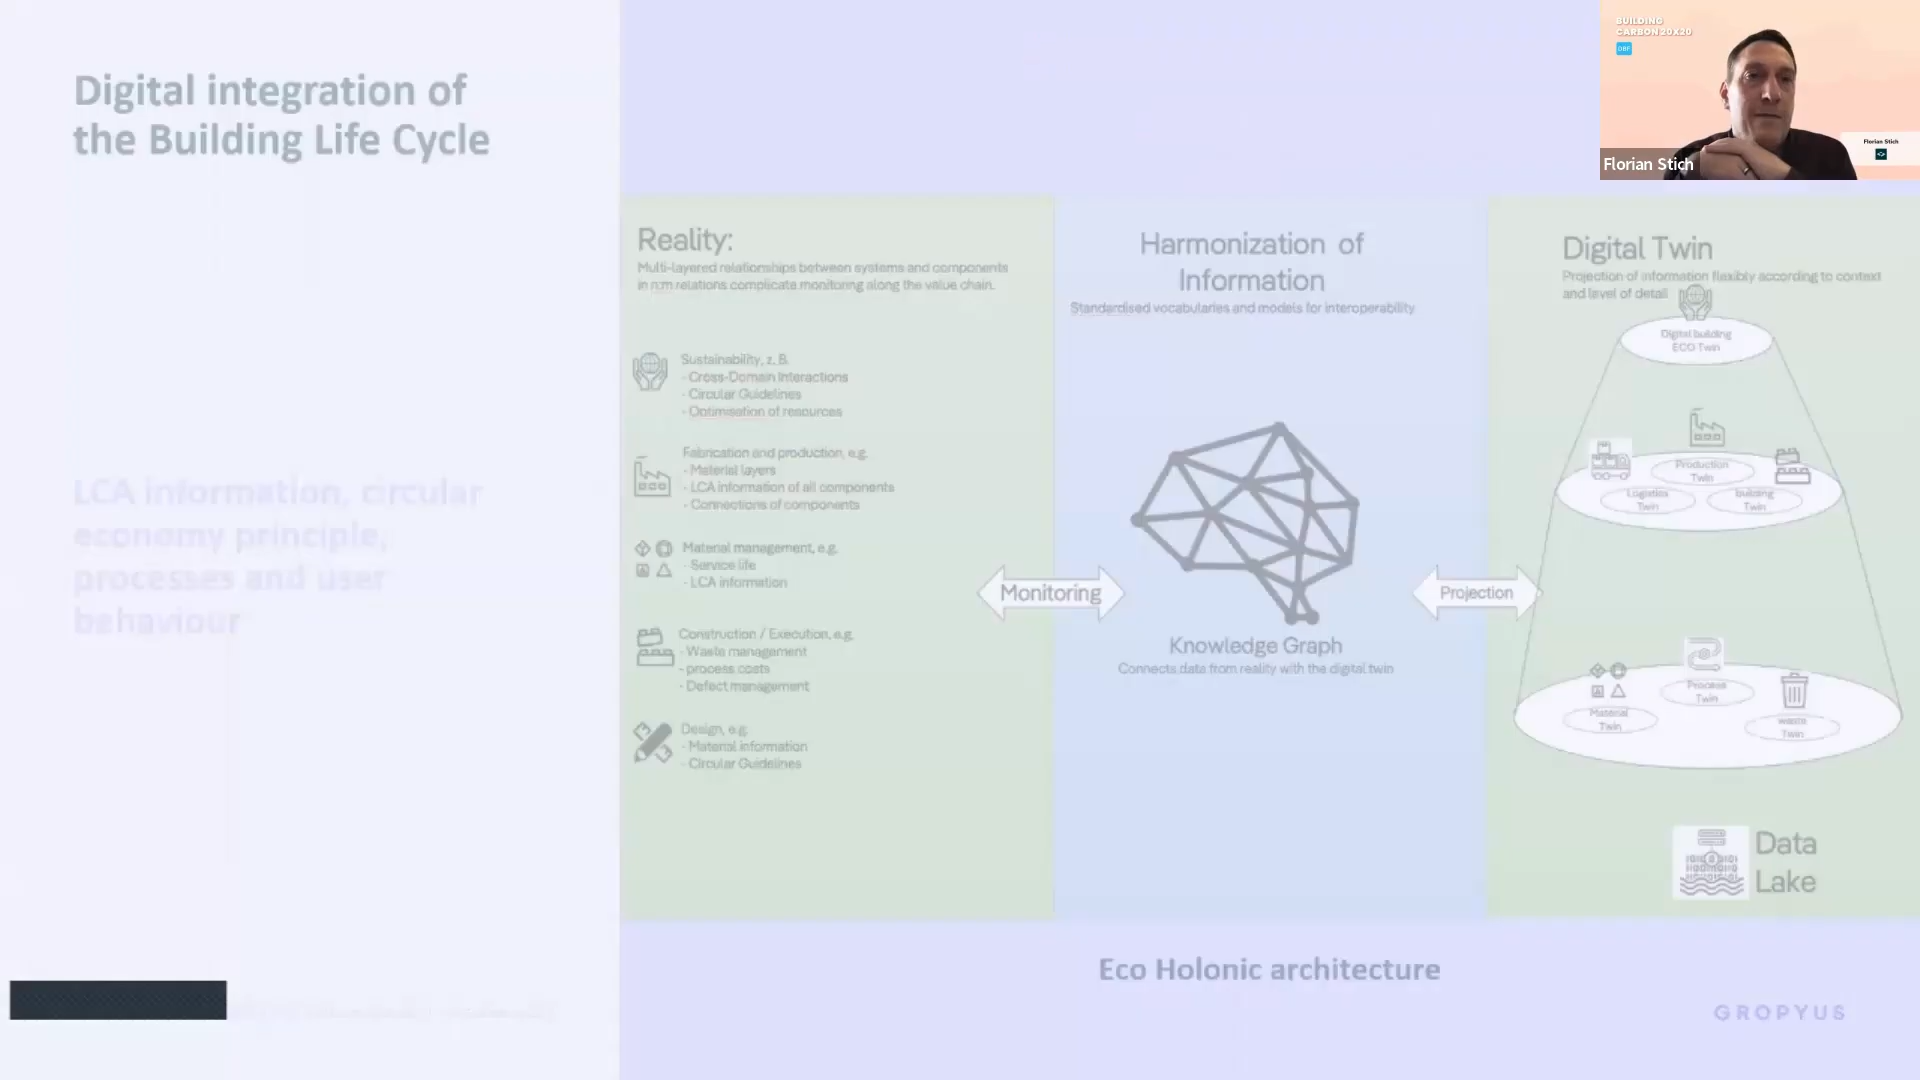 Digital integration of
the Building Life Cycle
LCA information, circular
economy principle,
processes and user
behaviour
Reality:
Multi-layered relationships between systems and components
in n:m relations complicate monitoring along the value chain.
Sustainability, z. B.
- Cross-Domain Interactions
- Circular Guidelines
- Optimisation of resources
Fabrication and production, e.g.
- Material layers
- LCA information of all components
- Connections of components
Material management, e.g.
- Service life
- LCA information
Construction / Execution, e.g.
- Waste management
- process costs
- Defect management
Design, e.g.
- Material information
- Circular Guidelines
Monitoring
Harmonization of
Information
Standardised vocabularies and models for interoperability
Knowledge Graph
Connects data from reality with the digital twin
Projection
Digital Twin
Projection of information flexibly according to context
and level of detail
Digital building
ECO Twin
Production
Twin
Logistics
Twin
building
Twin
Process
Twin
Material
Twin
waste
Twin
Data
Lake
Eco Holonic architecture
GROPYUS
BUILDING
CARBON 20X20
DBF
Florian Stich
Florian Stich